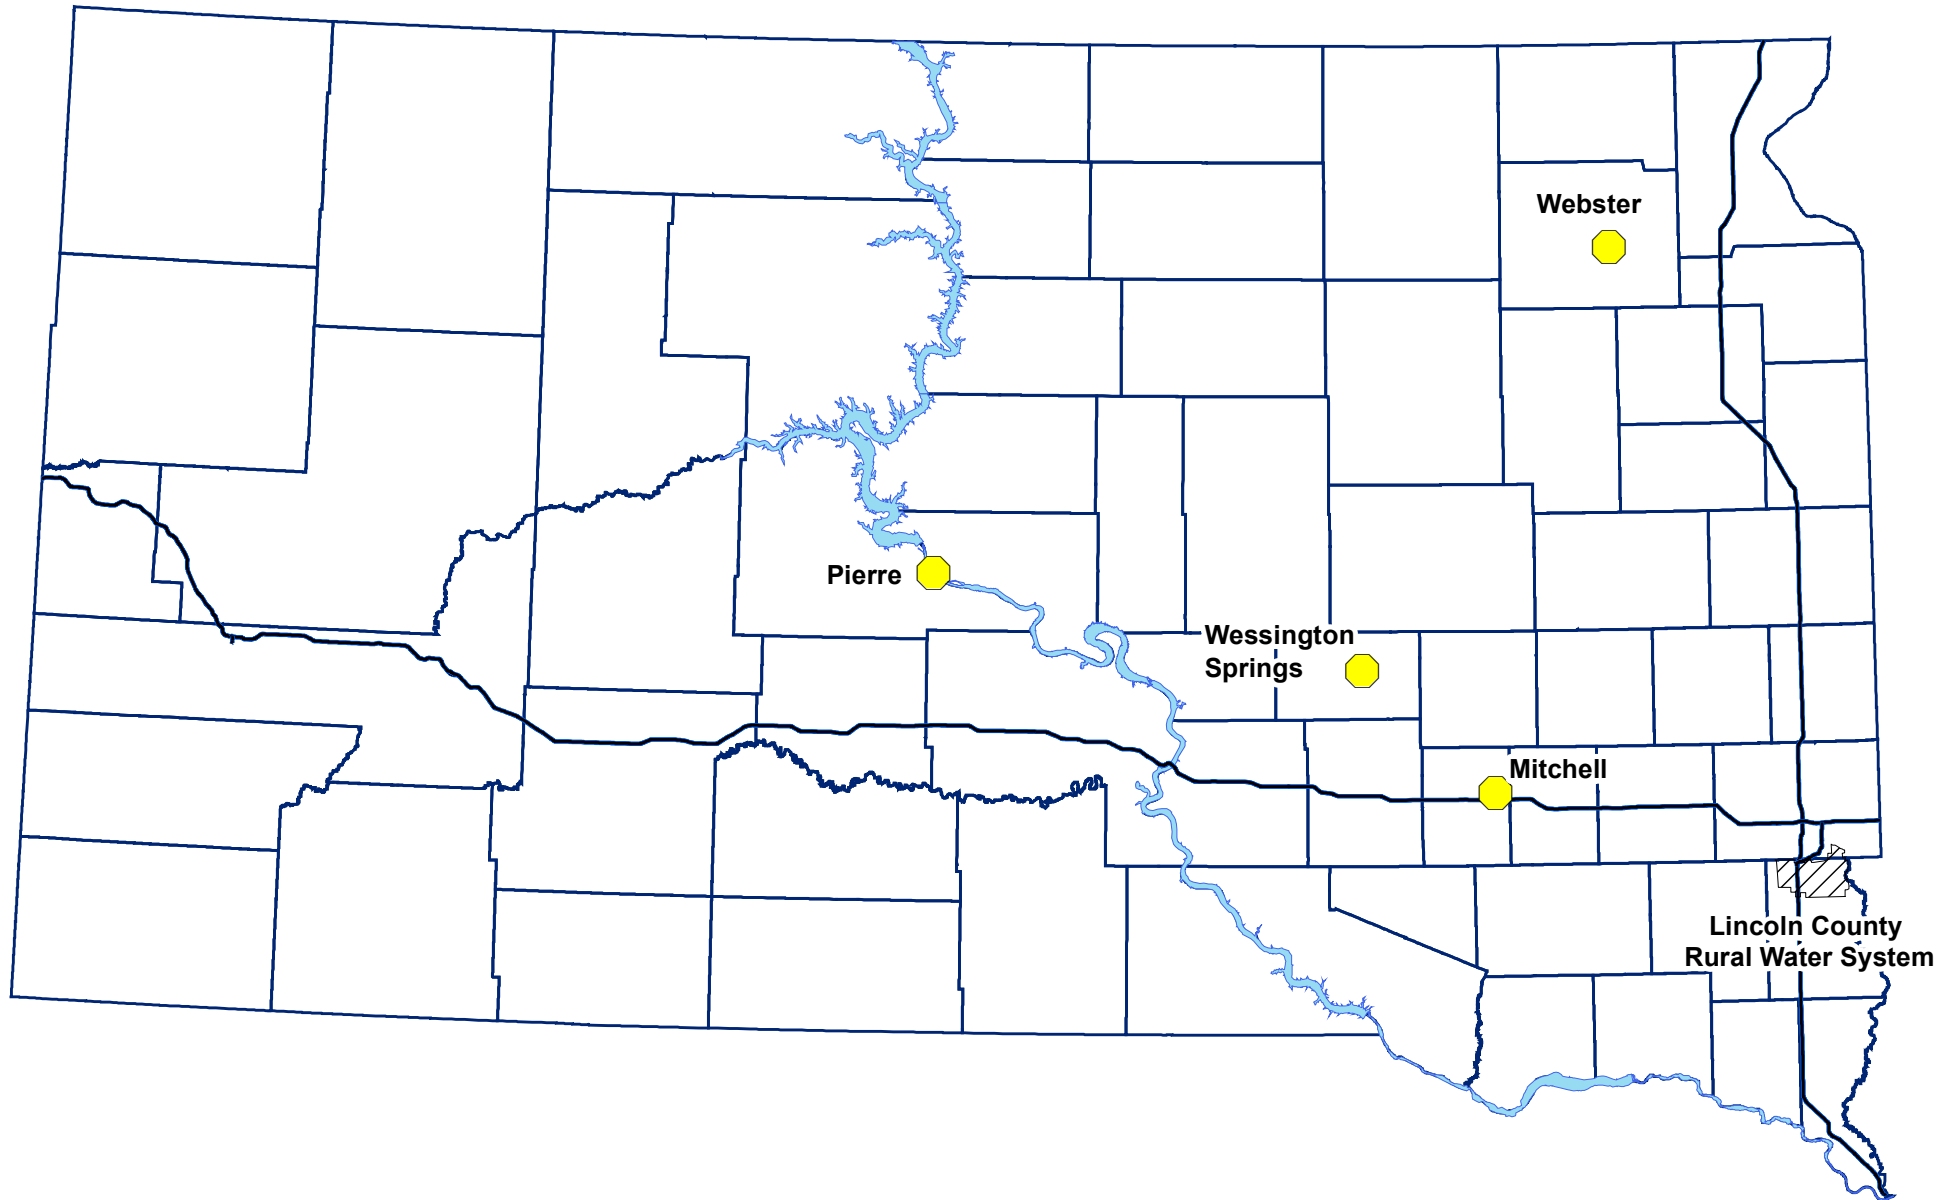 Webster
Pierre
Wessington
Springs
Mitchell
Lincoln County
Rural Water System